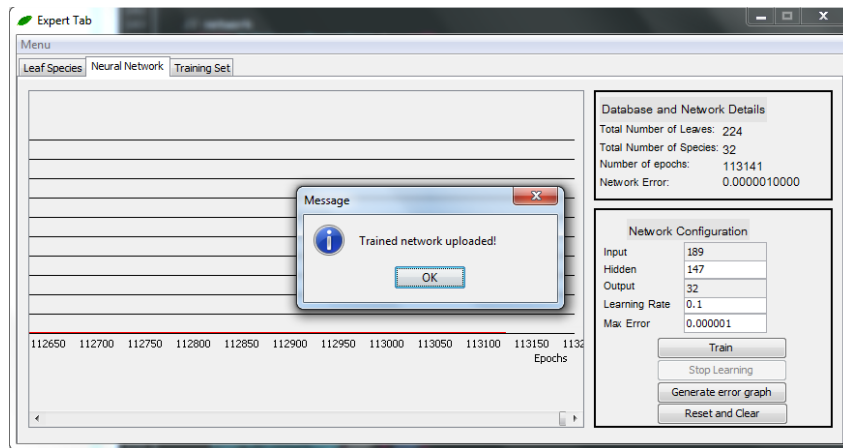 Expert Tab
Menu
Leaf Species Neural Network Training Set
Database and Network Details
Total Number of Leaves: 224
Total Number of Species: 32
Number of epochs: 113141
Network Error: 0.0000010000
Message
Trained network uploaded!
OK
Network Configuration
Input 189
Hidden 147
Output 32
Learning Rate 0.1
Max Error 0.000001
112650 112700 112750 112800 112850 112900 112950 113000 113050 113100 113150 1132
Epochs
Train
Stop Learning
Generate error graph
Reset and Clear